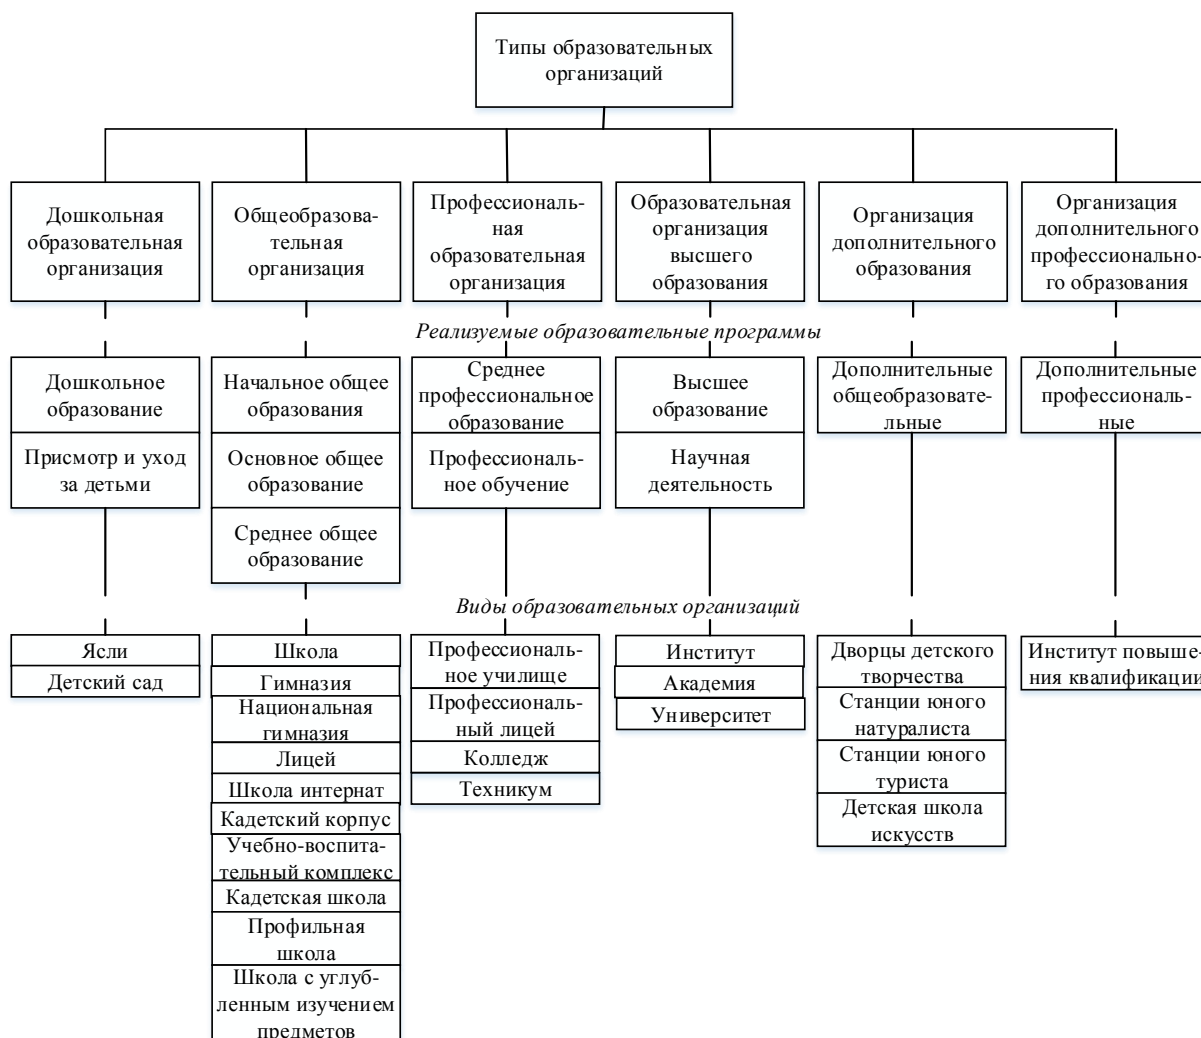 Типы образовательных
организаций
Дошкольная
образовательная
организация
Общеобразова-
тельная
организация
Профессиональ-
ная
образовательная
организация
Образовательная
организация
высшего
образования
Организация
дополнительного
образования
Организация
дополнительного
профессионально-
го образования
Реализуемые образовательные программы
Дошкольное
образование
Присмотр и уход
за детьми
Начальное общее
образования
Основное общее
образование
Среднее общее
образование
Среднее
профессиональное
образование
Профессиональ-
ное обучение
Высшее
образование
Научная
деятельность
Дополнительные
общеобразовате-
льные
Дополнительные
профессиональ-
ные
Виды образовательных организаций
Ясли
Детский сад
Школа
Гимназия
Национальная
гимназия
Лицей
Школа интернат
Кадетский корпус
Учебно-воспита-
тельный комплекс
Кадетская школа
Профильная
школа
Школа с углуб-
ленным изучением
предметов
Профессиональ-
ное училище
Профессиональ-
ный лицей
Колледж
Техникум
Институт
Академия
Университет
Дворцы детского
творчества
Станции юного
натуралиста
Станции юного
туриста
Детская школа
искусств
Институт повыше-
ния квалификации